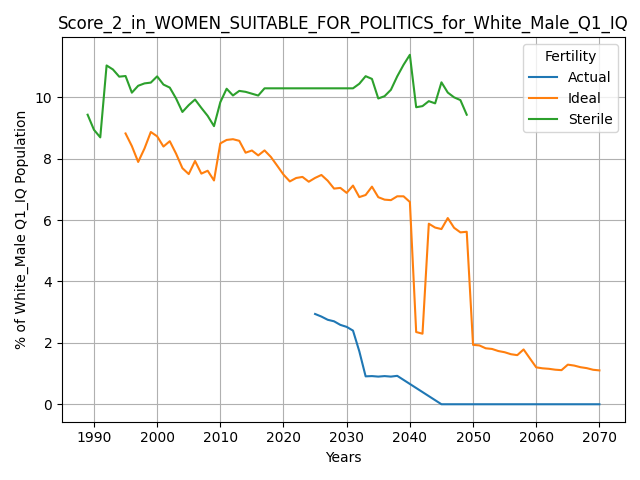 Score_2_in_WOMEN_SUITABLE_FOR_POLITICS_for_White_Male_Q1_IQ
Fertility
Actual
Ideal
Sterile
% of White_Male Q1_IQ Population
10
8
6
4
2
0
1990 2000 2010 2020 2030 2040 2050 2060 2070
Years